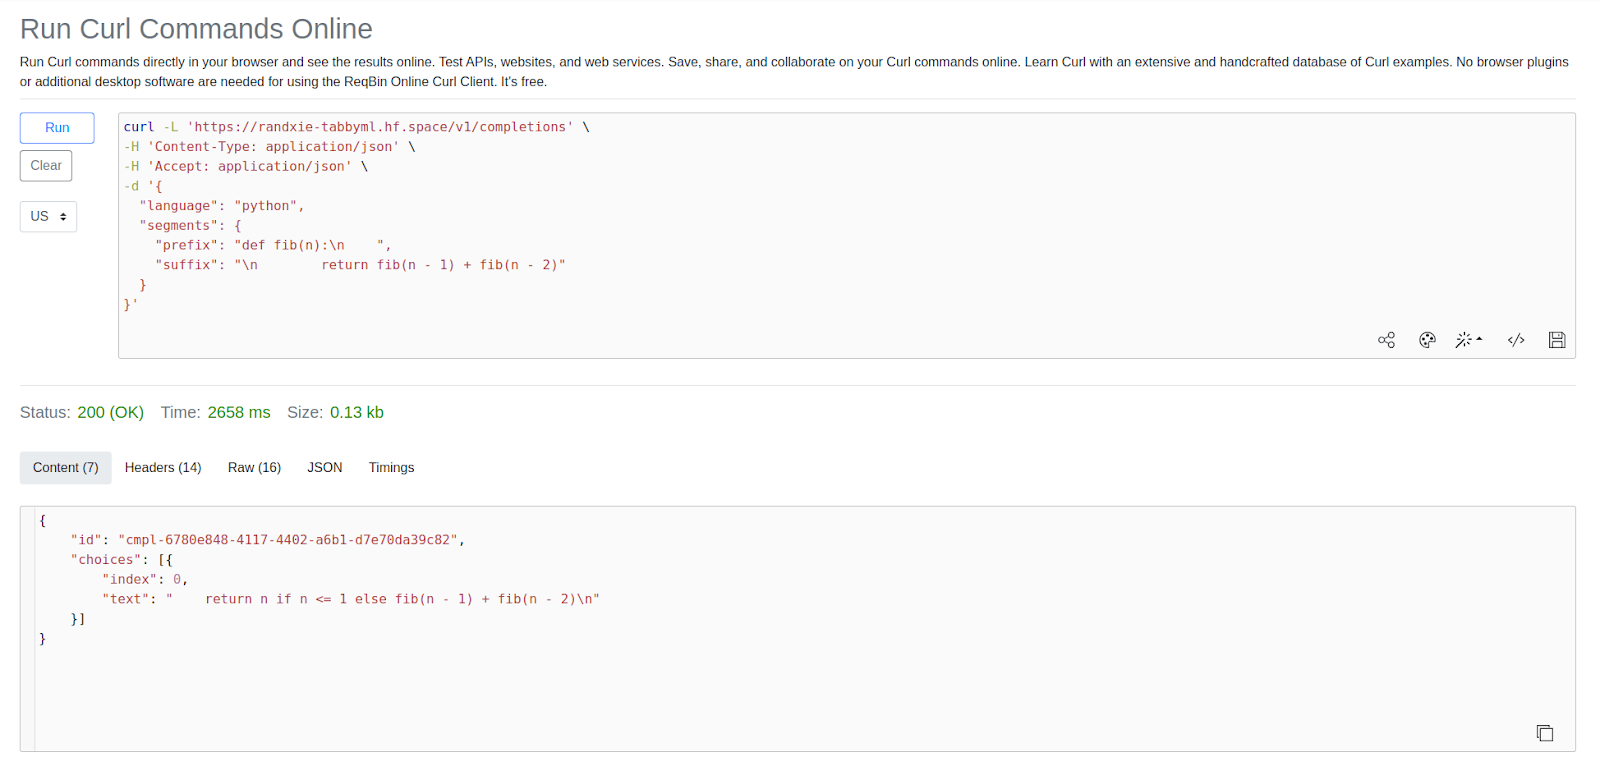 Run Curl Commands Online
Run Curl commands directly in your browser and see the results online. Test APIs, websites, and web services. Save, share, and collaborate on your Curl commands online. Learn Curl with an extensive and handcrafted database of Curl examples. No browser plugins
or additional desktop software are needed for using the ReqBin Online Curl Client. It's free.
Run
Clear
US
curl -L 'https://randxie-tabbyml.hf.space/v1/completions' \
-H 'Content-Type: application/json' \
-H 'Accept: application/json' \
-d '{
  "language": "python",
  "segments": {
    "prefix": "def fib(n):\n    ",
    "suffix": "\n        return fib(n - 1) + fib(n - 2)"
  }
}'
</>
Status: 200 (OK) Time: 2658 ms Size: 0.13 kb
Content (7) Headers (14) Raw (16) JSON Timings
{
    "id": "cmpl-6780e848-4117-4402-a6b1-d7e70da39c82",
    "choices": [{
        "index": 0,
        "text": "    return n if n <= 1 else fib(n - 1) + fib(n - 2)\n"
    }]
}